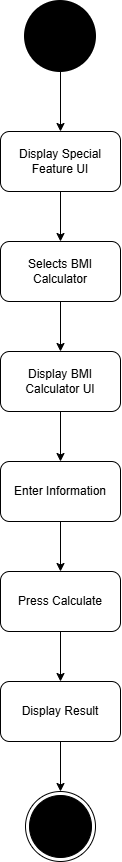 Display Special
Feature UI
Selects BMI
Calculator
Display BMI
Calculator UI
Enter Information
Press Calculate
Display Result